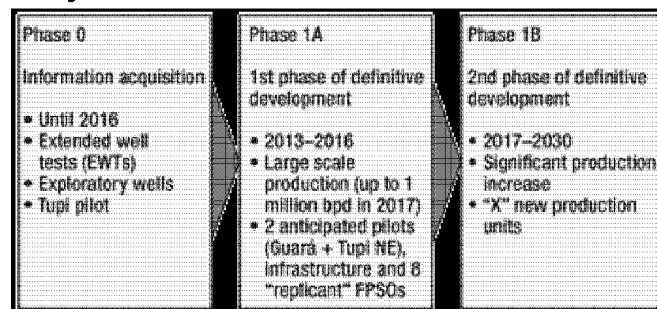 Phase 0
Information acquisition
• Until 2016
• Extended well
tests (EWTs)
• Exploratory wells
• Tupi pilot
Phase 1A
1st phase of definitive
development
• 2013–2016
• Large scale
production (up to 1
million bpd in 2017)
• 2 anticipated pilots
(Guará + Tupi NE),
infrastructure and 8
"replicant" FPSOs
Phase 1B
2nd phase of definitive
development
• 2017–2030
• Significant production
increase
• "X" new production
units